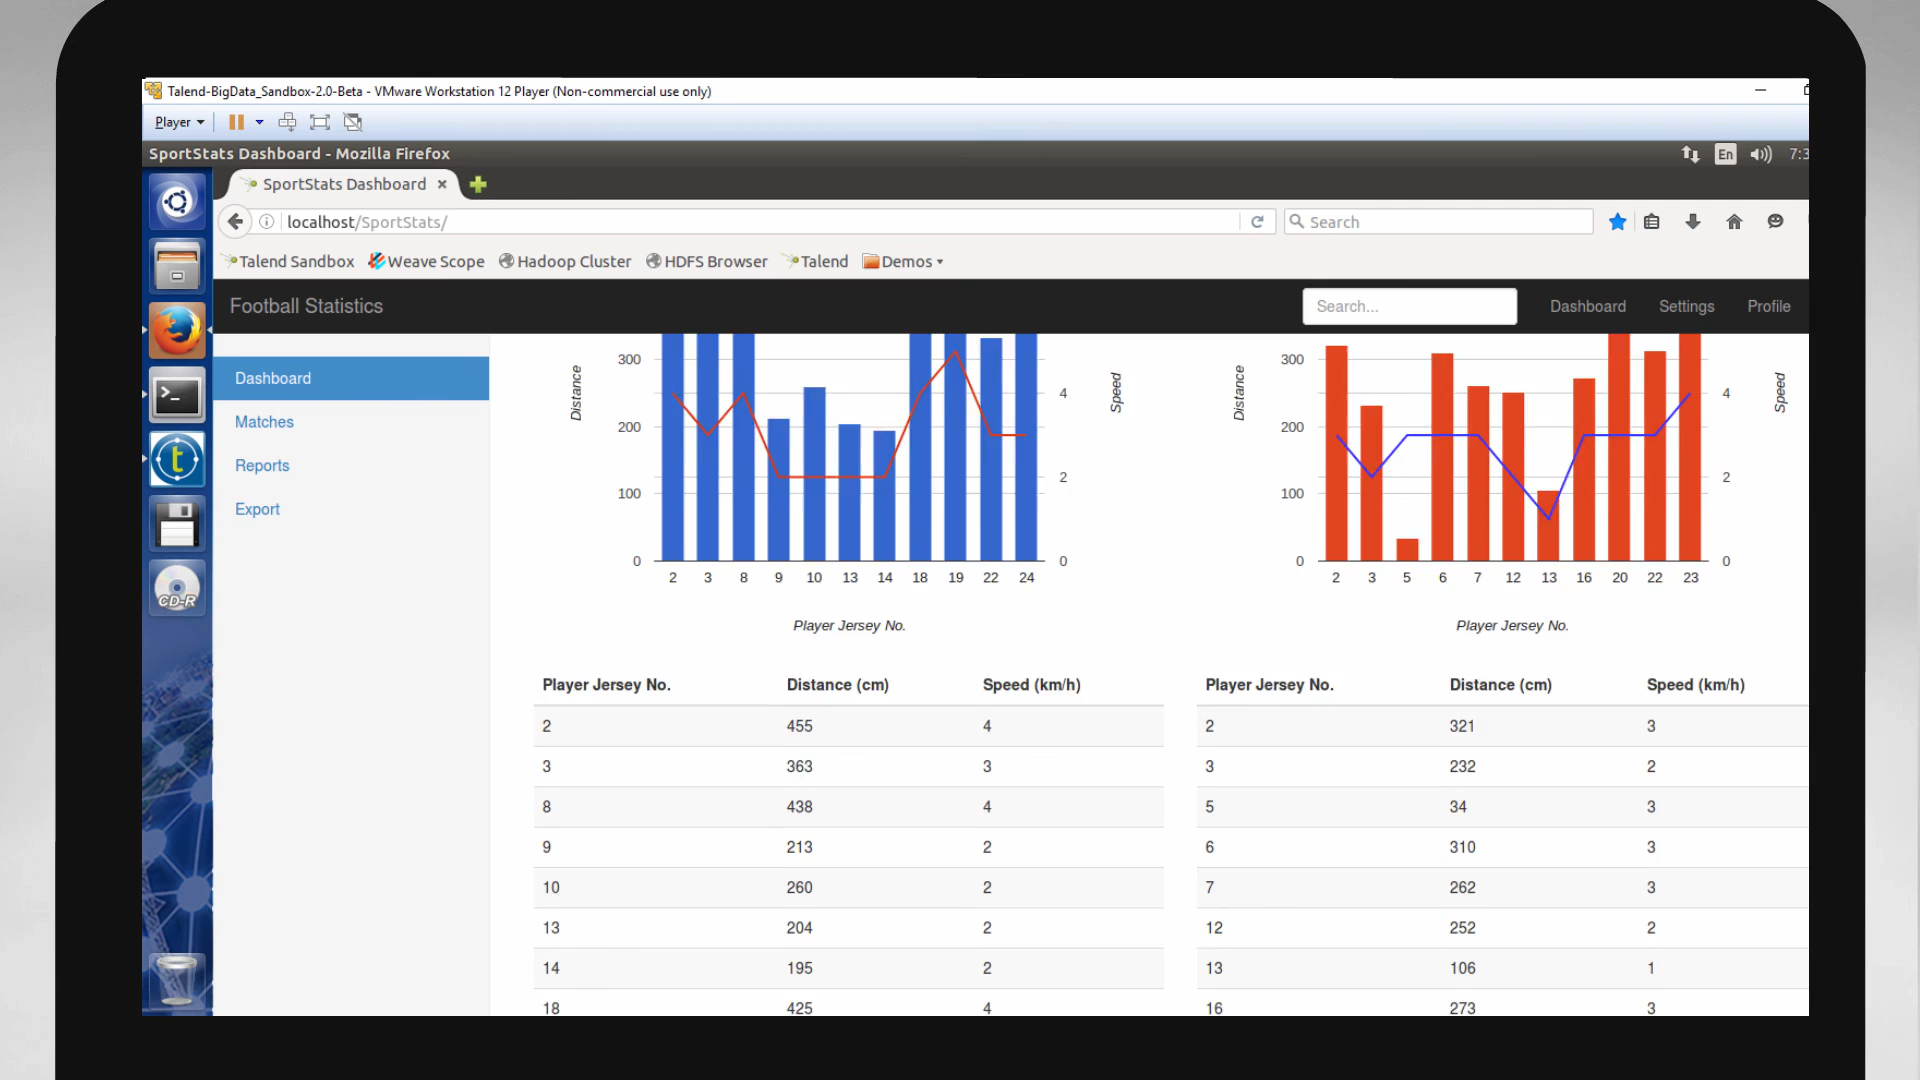 Talend-BigData_Sandbox-2.0-Beta - VMware Workstation 12 Player (Non-commercial use only)
Player
SportStats Dashboard - Mozilla Firefox
En
7:3
SportStats Dashboard
localhost/SportStats/
Search
Talend Sandbox Weave Scope Hadoop Cluster HDFS Browser Talend Demos
Football Statistics
Search...
Dashboard Settings Profile
Dashboard
Matches
Reports
Export
CD-R
Distance
300
200
100
0
4
2
0
Speed
2 3 8 9 10 13 14 18 19 22 24
Player Jersey No.
Distance
300
200
100
0
4
2
0
Speed
2 3 5 6 7 12 13 16 20 22 23
Player Jersey No.
Player Jersey No. Distance (cm) Speed (km/h)
2 455 4
3 363 3
8 438 4
9 213 2
10 260 2
13 204 2
14 195 2
18 425 4
Player Jersey No. Distance (cm) Speed (km/h)
2 321 3
3 232 2
5 34 3
6 310 3
7 262 3
12 252 2
13 106 1
16 273 3